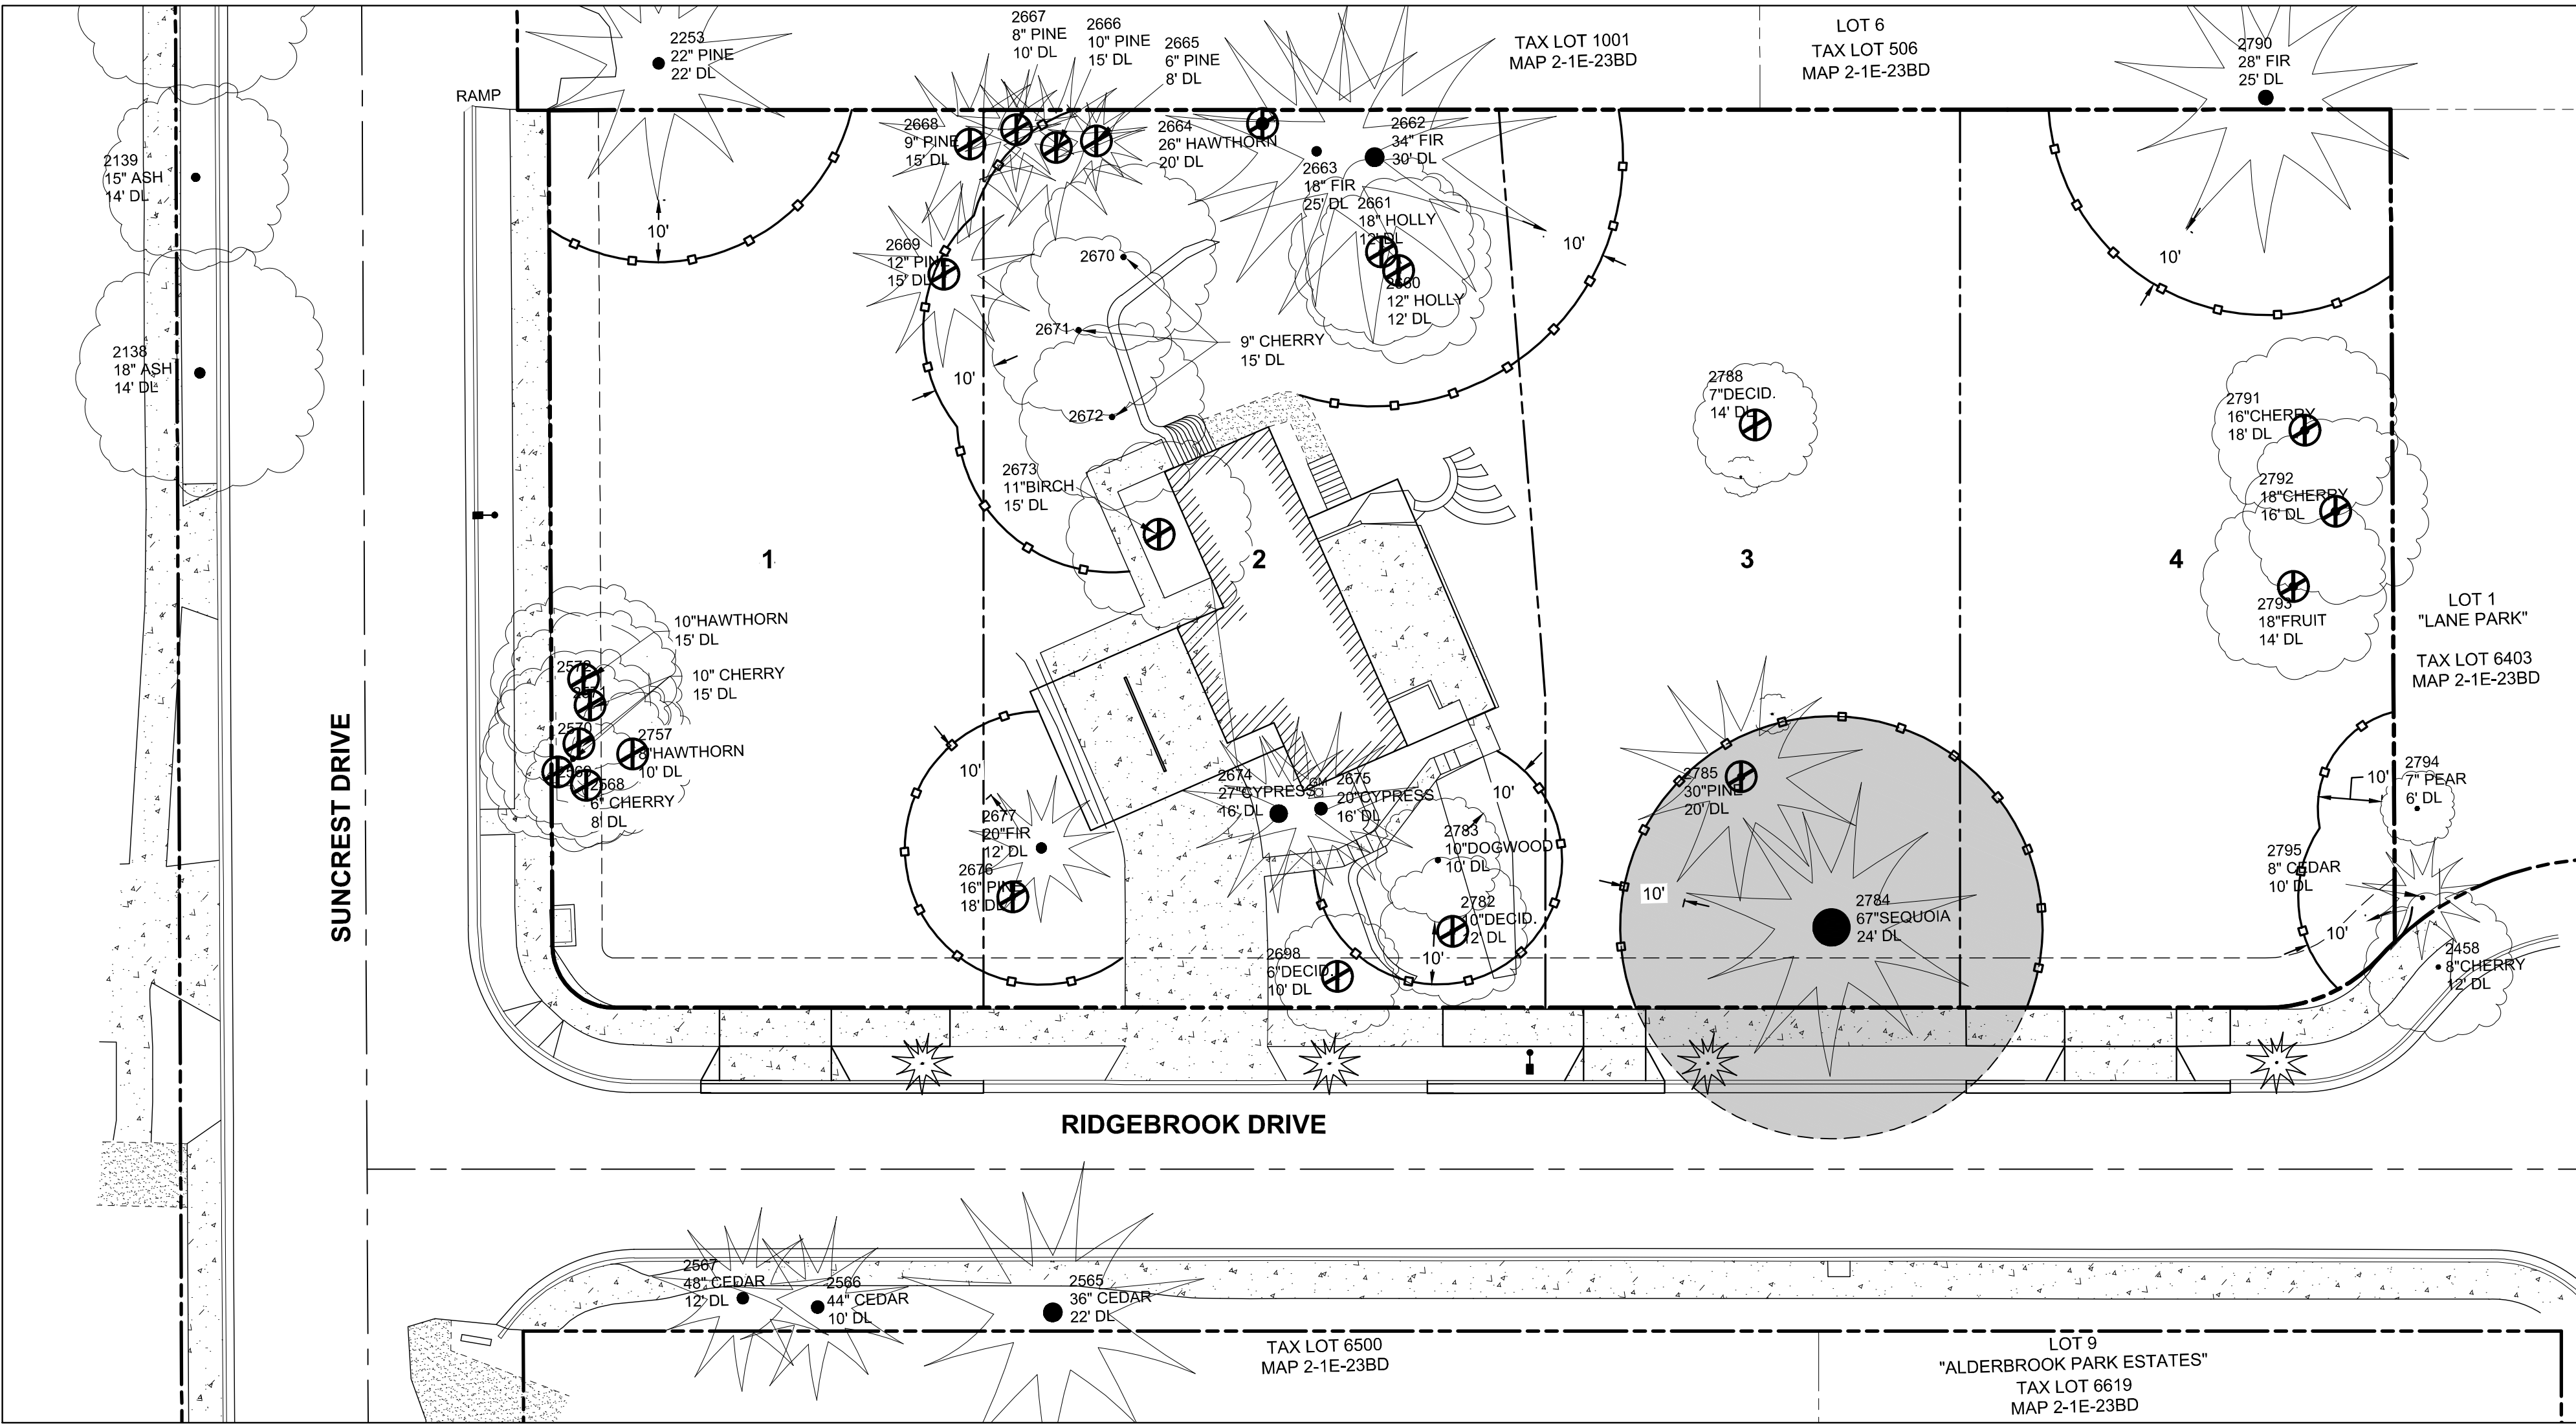 2253
22" PINE
22' DL
2667
8" PINE
10' DL
2666
10" PINE
15' DL
2665
6" PINE
8' DL
TAX LOT 1001
MAP 2-1E-23BD
LOT 6
TAX LOT 506
MAP 2-1E-23BD
2790
28" FIR
25' DL
RAMP
2668
9" PINE
15' DL
2664
26" HAWTHORN
20' DL
2662
34" FIR
30' DL
2663
18" FIR
25' DL
2661
18" HOLLY
12' DL
2660
12" HOLLY
12' DL
2139
15" ASH
14' DL
2138
18" ASH
14' DL
10'
2669
12" PINE
15' DL
2670
2671
2672
9" CHERRY
15' DL
10'
10'
10'
2673
11"BIRCH
15' DL
2788
7"DECID.
14' DL
2791
16"CHERRY
18' DL
2792
18"CHERRY
16' DL
2793
18"FRUIT
14' DL
1
2
3
4
LOT 1
"LANE PARK"
TAX LOT 6403
MAP 2-1E-23BD
10"HAWTHORN
15' DL
10" CHERRY
15' DL
2570
2757
8"HAWTHORN
10' DL
2568
6" CHERRY
8' DL
SUNCREST DRIVE
10'
2677
20"FIR
12' DL
2676
16" PINE
18' DL
2674
27"CYPRESS
16' DL
GM
2675
20"CYPRESS
16' DL
10'
2783
10"DOGWOOD
10' DL
2782
10"DECID.
12' DL
10'
2698
6"DECID.
10' DL
2785
30"PINE
20' DL
10'
2784
67"SEQUOIA
24' DL
2794
7" PEAR
6' DL
10'
2795
8" CEDAR
10' DL
10'
2458
8"CHERRY
12' DL
RIDGEBROOK DRIVE
2567
48" CEDAR
12' DL
2566
44" CEDAR
10' DL
2565
36" CEDAR
22' DL
TAX LOT 6500
MAP 2-1E-23BD
LOT 9
"ALDERBROOK PARK ESTATES"
TAX LOT 6619
MAP 2-1E-23BD